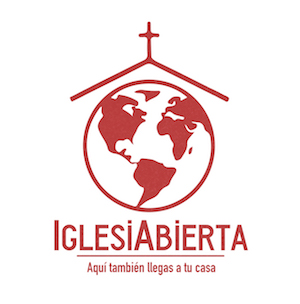 IGLESiABiERTA
Aquí también llegas a tu casa